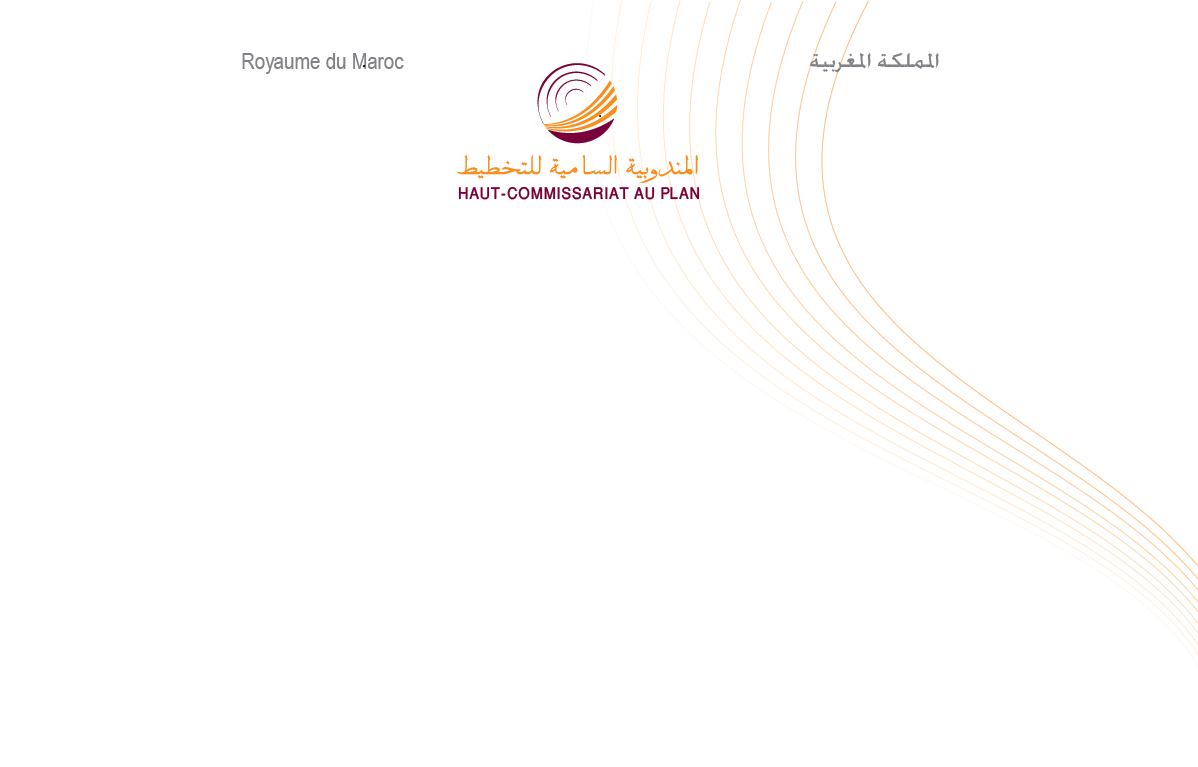 Royaume du Maroc
المملكة المغربية
المندوبية السامية للتخطيط
HAUT-COMMISSARIAT AU PLAN